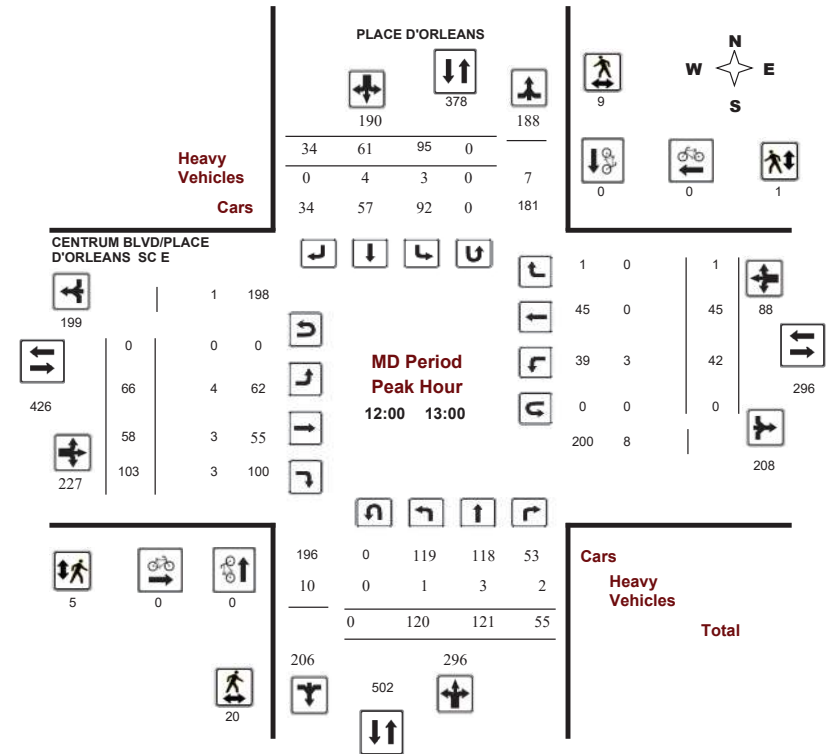 PLACE D'ORLEANS
N
W E
S
378
9
190 188
34 61 95 0
Heavy
Vehicles 0 4 3 0 7
Cars 34 57 92 0 181
0 0 1
CENTRUM BLVD/PLACE
D'ORLEANS SC E
1 198
199
0 0 0
426
66 4 62
58 3 55
227
103 3 100
MD Period
Peak Hour
12:00 13:00
1 0 1
45 0 45 88
39 3 42
296
0 0 0
200 8
208
196 0 119 118 53 Cars
10 0 1 3 2 Heavy
Vehicles
0 120 121 55 Total
5 0 0
206 296
502
20